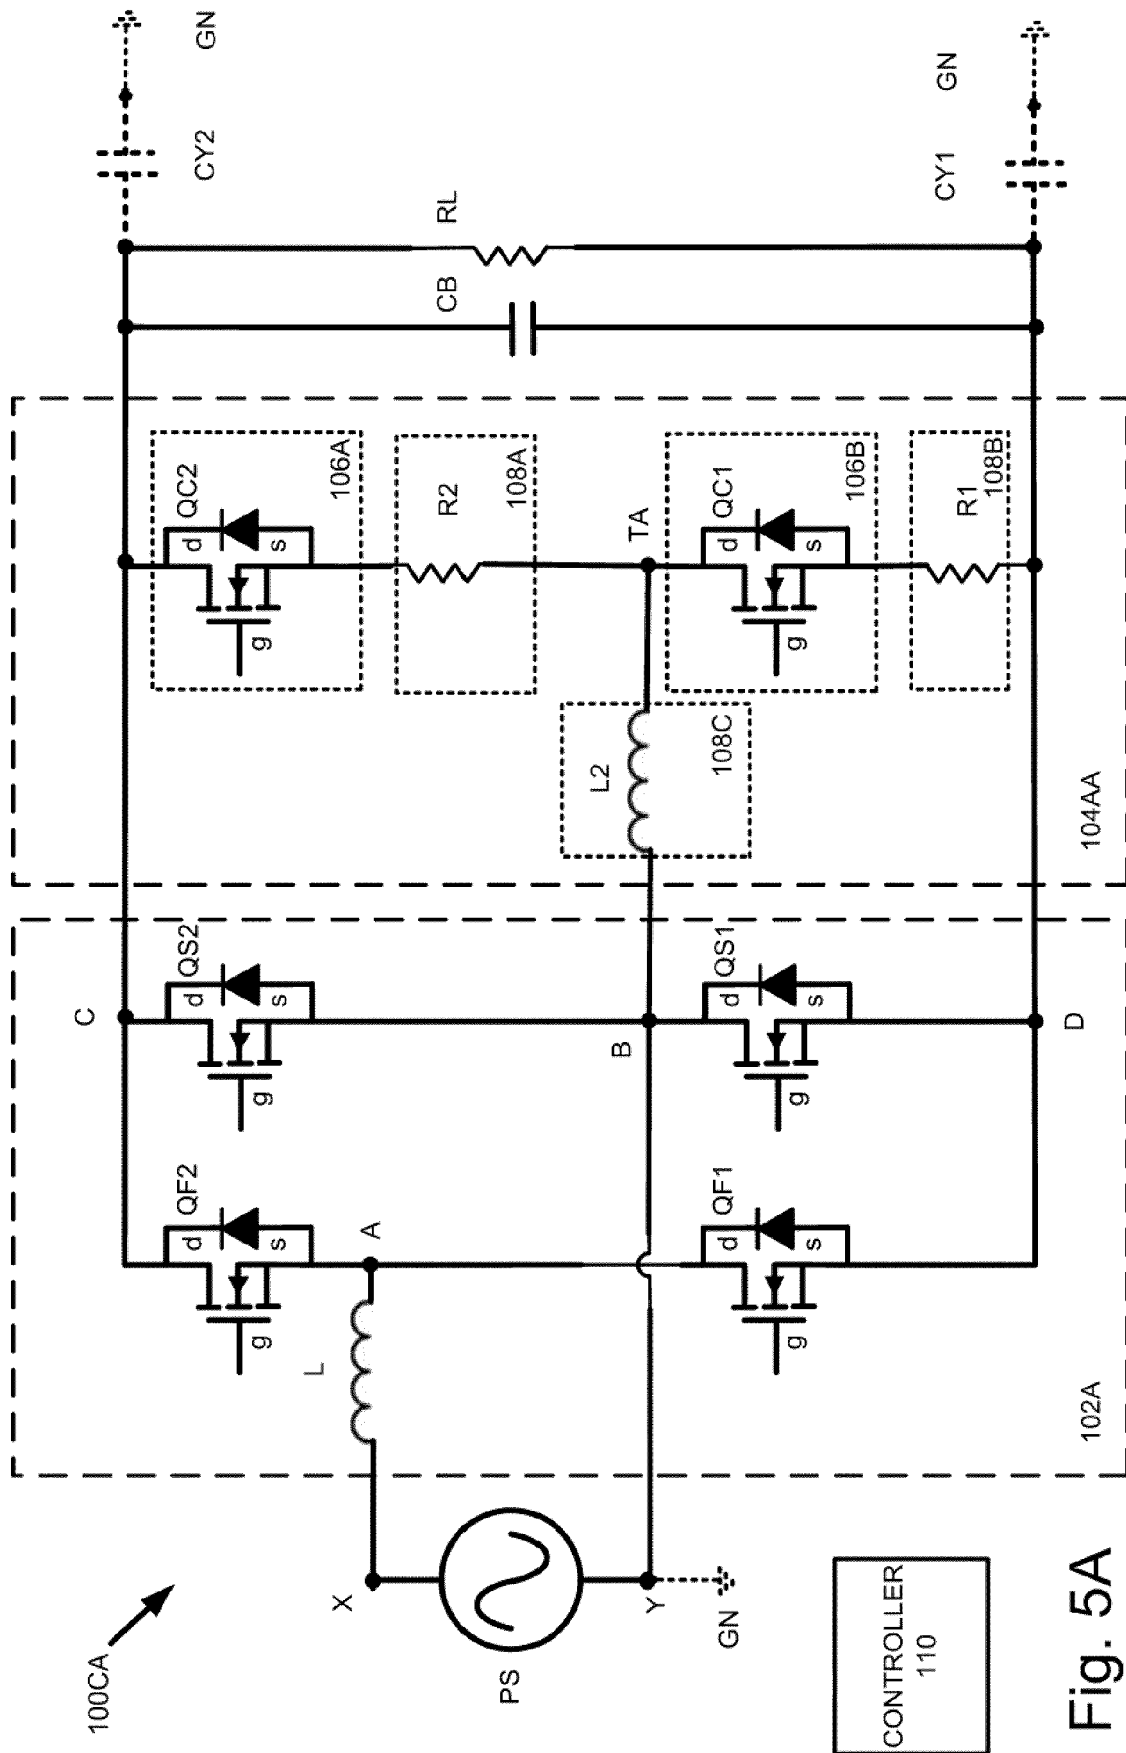 100CA
PS
X
Y
GN
CONTROLLER
110
L
A
QF2
d
s
g
QF1
d
s
g
102A
C
QS2
d
s
g
B
QS1
d
s
g
D
104AA
L2
108C
TA
QC2
d
s
g
106A
R2
108A
QC1
d
s
g
106B
R1
108B
CB
RL
CY2
GN
CY1
GN
Fig. 5A